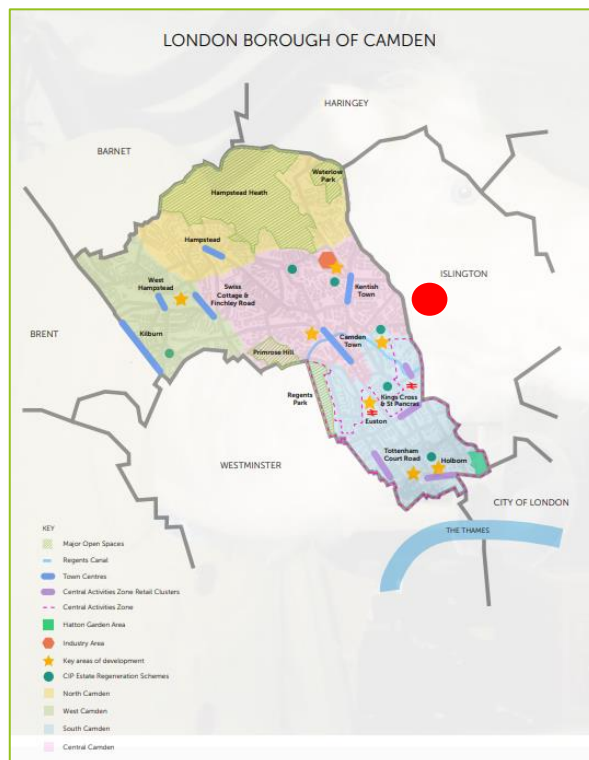 LONDON BOROUGH OF CAMDEN
HARINGEY
BARNET
Waterlow
Park
Hampstead Heath
Hampstead
ISLINGTON
West
Hampstead
Swiss
Cottage &
Finchley Road
Kentish
Town
BRENT
Kilburn
Camden
Town
Primrose Hill
Regents
Park
Kings Cross
& St Pancras
Euston
Tottenham
Court Road
Holborn
WESTMINSTER
CITY OF LONDON
THE THAMES
KEY
Major Open Spaces
Regents Canal
Town Centres
Central Activities Zone Retail Clusters
Central Activities Zone
Hatton Garden Area
Industry Area
Key areas of development
CIP Estate Regeneration Schemes
North Camden
West Camden
South Camden
Central Camden